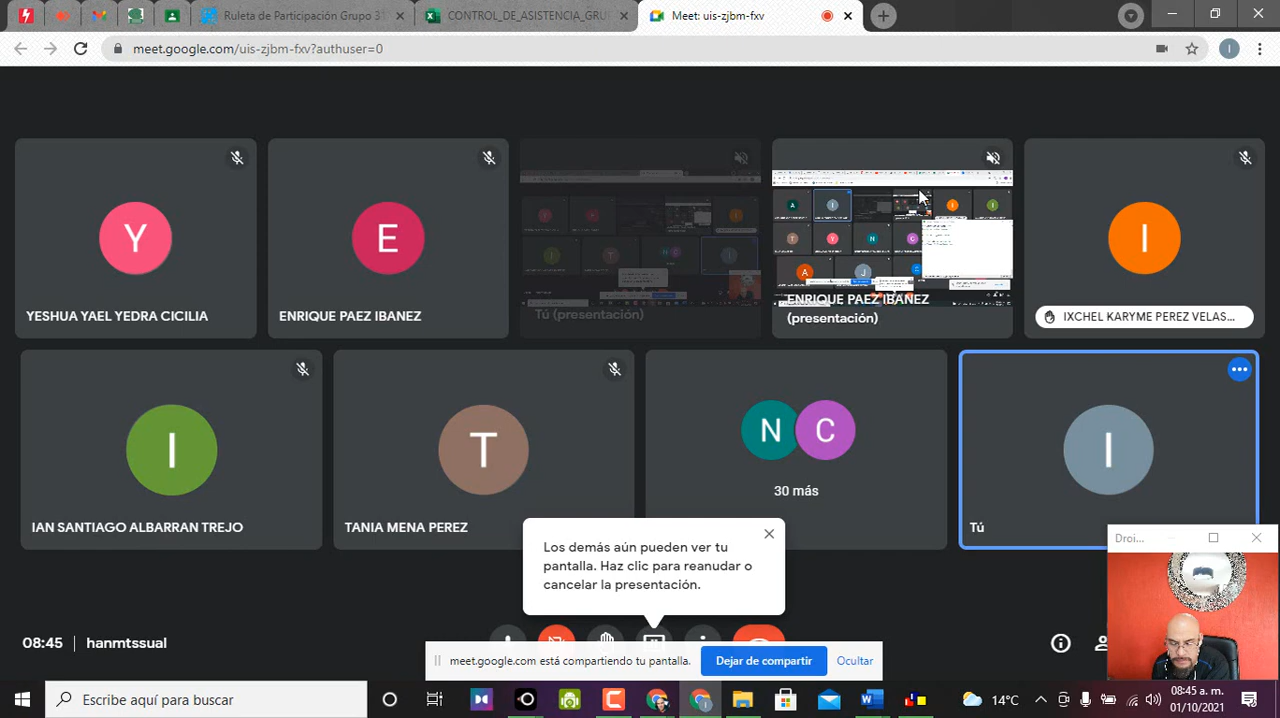 Ruleta de Participación Grupo 31
CONTROL_DE_ASISTENCIA_GRU
Meet: uis-zjbm-fxv
meet.google.com/uis-zjbm-fxv?authuser=0
Y
E
I
YESHUA YAEL YEDRA CICILIA
ENRIQUE PAEZ IBANEZ
Tú (presentación)
ENRIQUE PAEZ IBANEZ
(presentación)
IXCHEL KARYME PEREZ VELAS...
I
T
N
C
I
30 más
IAN SANTIAGO ALBARRAN TREJO
TANIA MENA PEREZ
Tú
Los demás aún pueden ver tu
pantalla. Haz clic para reanudar o
cancelar la presentación.
Droi...
08:45
hanmtssual
meet.google.com está compartiendo tu pantalla.
Dejar de compartir
Ocultar
Escribe aquí para buscar
14°C
08:45 a. m.
01/10/2021